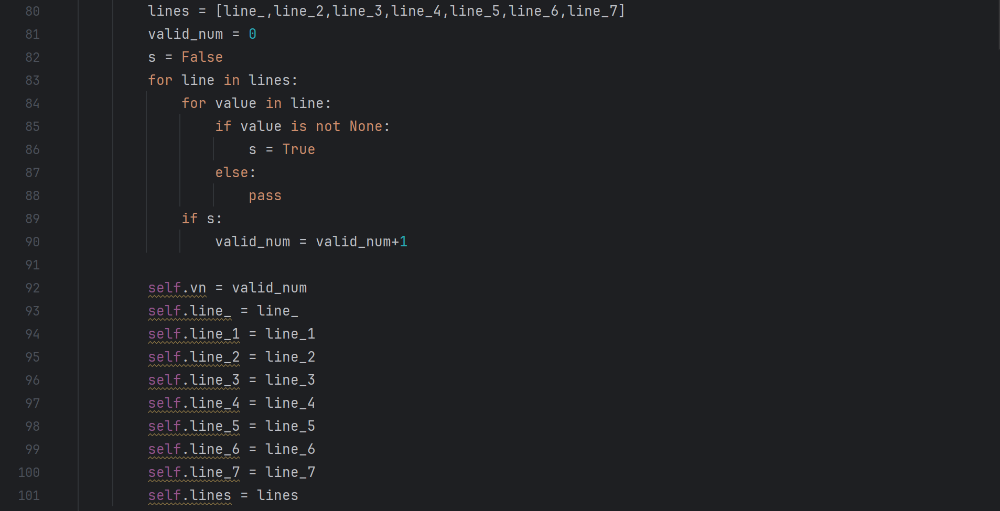 80 lines = [line_,line_2,line_3,line_4,line_5,line_6,line_7]
81 valid_num = 0
82 s = False
83 for line in lines:
84 for value in line:
85 if value is not None:
86 s = True
87 else:
88 pass
89 if s:
90 valid_num = valid_num+1
91
92 self.vn = valid_num
93 self.line_ = line_
94 self.line_1 = line_1
95 self.line_2 = line_2
96 self.line_3 = line_3
97 self.line_4 = line_4
98 self.line_5 = line_5
99 self.line_6 = line_6
100 self.line_7 = line_7
101 self.lines = lines